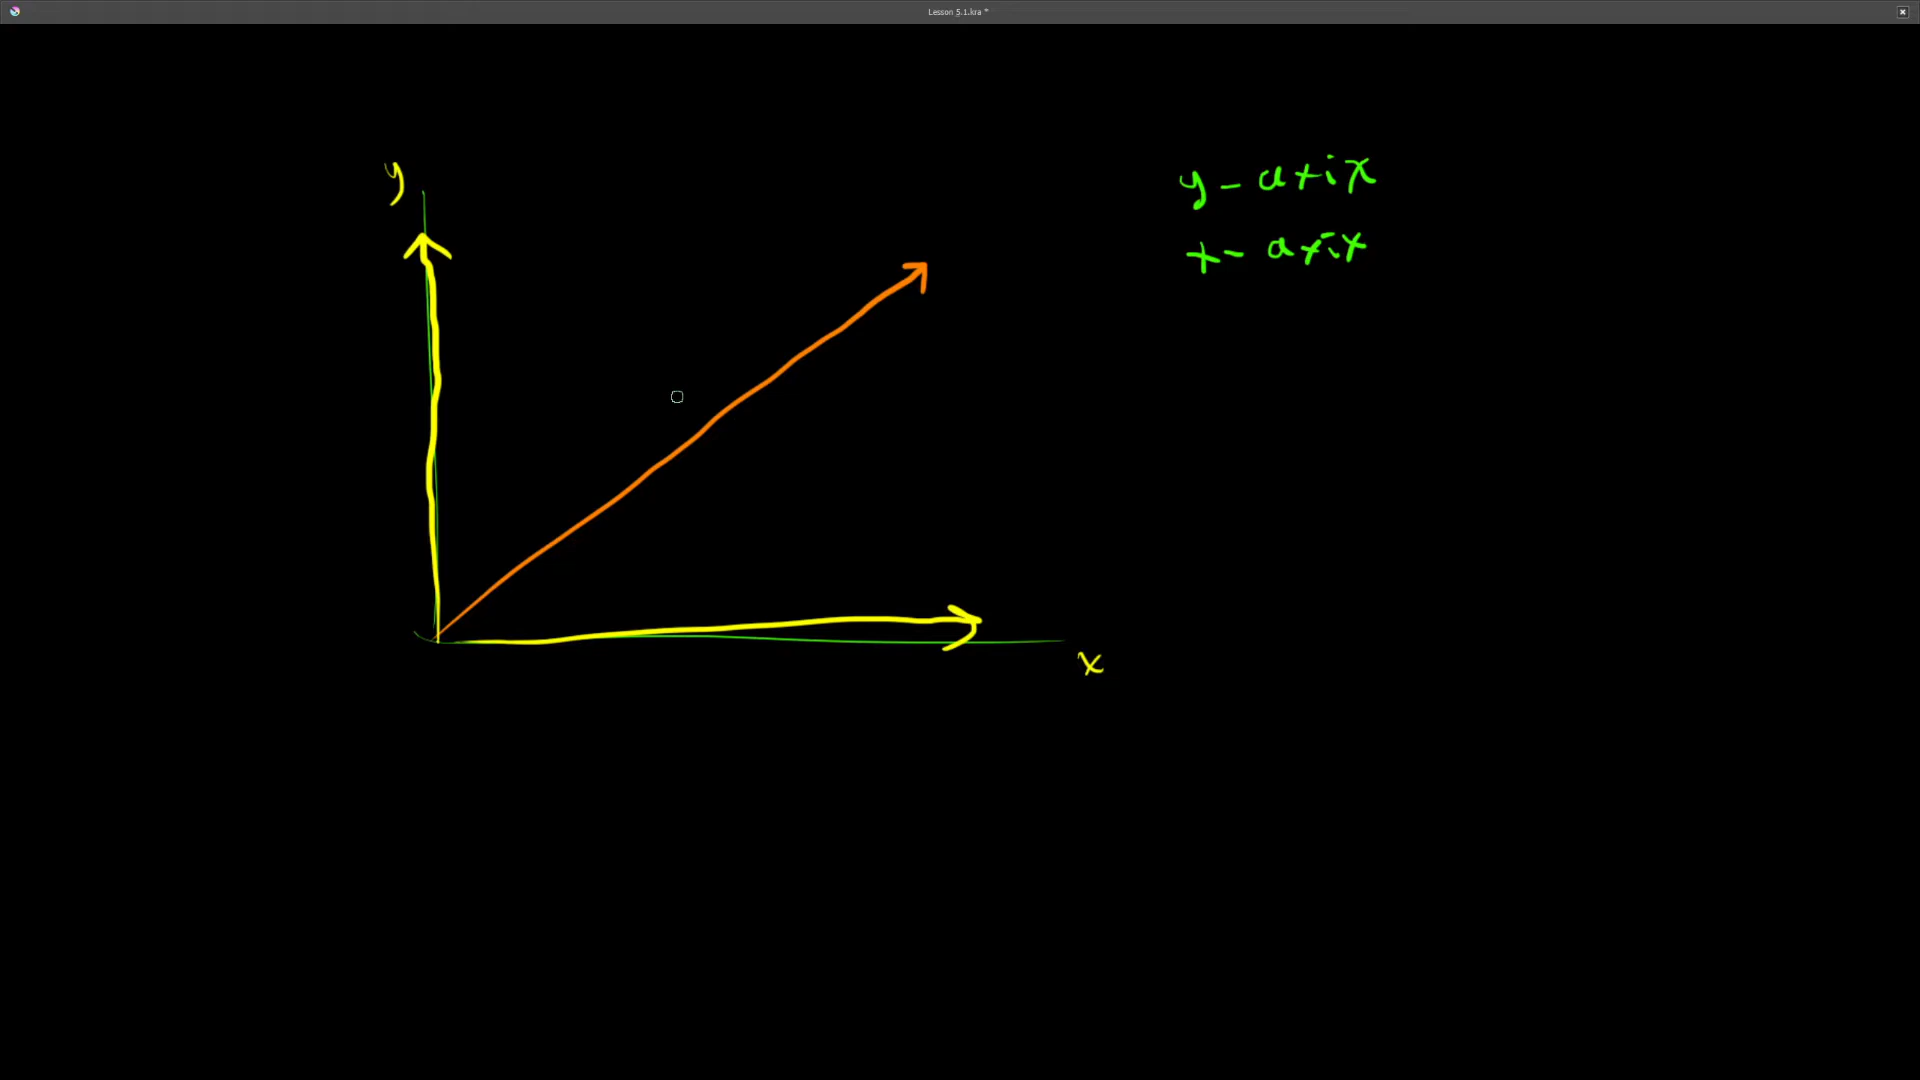 Lesson 5.1.kra *
y
y - axix
x - axix
x